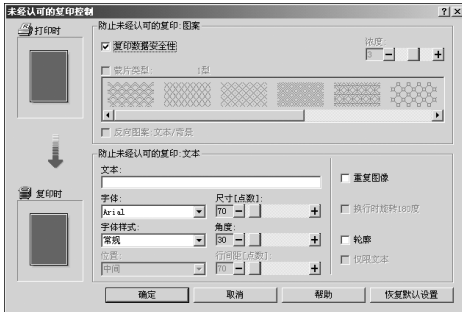 未经认可的复印控制
打印时
防止未经认可的复印:图案
复印数据安全性
浓度:
3
蒙片类型:
1型
反向图案:文本/背景
复印时
防止未经认可的复印:文本
文本:
字体:
尺寸[点数]:
Arial
70
字体样式:
角度:
常规
30
位置:
行间距[点数]:
中间
70
重复图像
换行时旋转180度
轮廓
仅限文本
确定
取消
帮助
恢复默认设置